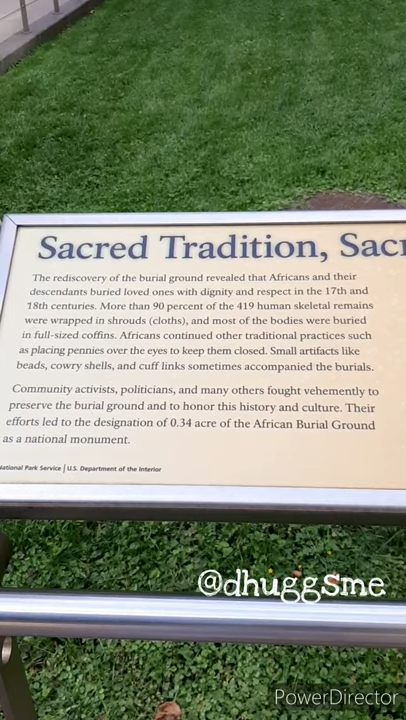 Sacred Tradition,
The rediscovery of the burial ground revealed that Africans and their
descendants buried loved ones with dignity and respect in the 17th and
18th centuries. More than 90 percent of the 419 human skeletal remains
were wrapped in shrouds (cloths), and most of the bodies were buried
in full-sized coffins. Africans continued other traditional practices such
as placing pennies over the eyes to keep them closed. Small artifacts like
beads, cowry shells, and cuff links sometimes accompanied the burials.
Community activists, politicians, and many others fought vehemently to
preserve the burial ground and to honor this history and culture. Their
efforts led to the designation of 0.34 acre of the African Burial Ground
as a national monument.
National Park Service | U.S. Department of the Interior
@dhuggsme
PowerDirector